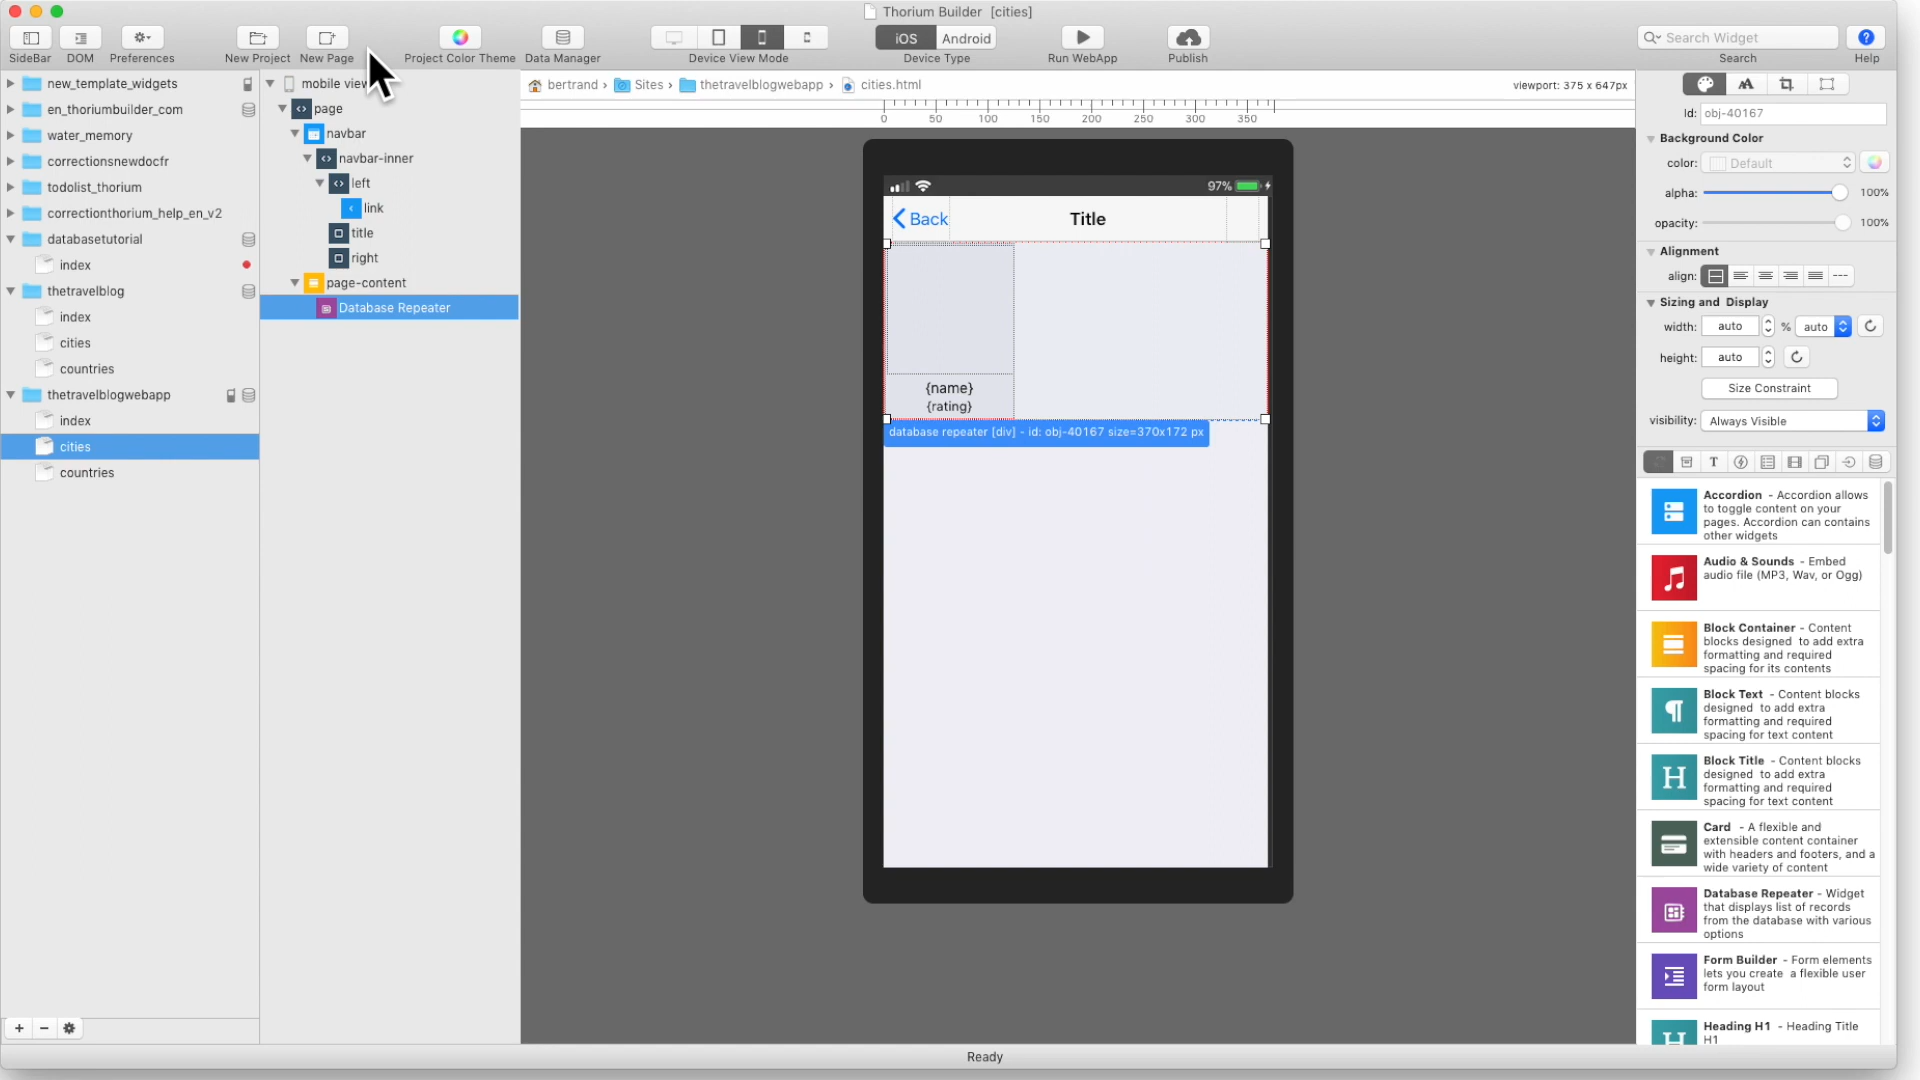 Thorium Builder [cities]
SideBar
DOM
Preferences
New Project
New Page
Project Color Theme
Data Manager
Device View Mode
iOS
Android
Device Type
Run WebApp
Publish
Search Widget
Search
?
Help
new_template_widgets
en_thoriumbuilder_com
water_memory
correctionsnewdocfr
todolist_thorium
correctionthorium_help_en_v2
databasetutorial
index
thetravelblog
index
cities
countries
thetravelblogwebapp
index
cities
countries
page
navbar
navbar-inner
left
link
title
right
page-content
Database Repeater
bertrand › Sites › thetravelblogwebapp › cities.html
viewport: 375 x 647px
0 50 100 150 200 250 300 350
97%
Back
Title
{name}
{rating}
database repeater [div] - id: obj-40167 size=370x172 px
Id: obj-40167
Background Color
color: Default
alpha: 100%
opacity: 100%
Alignment
align:
Sizing and Display
width: auto % auto
height: auto
Size Constraint
visibility: Always Visible
Accordion - Accordion allows
to toggle content on your
pages. Accordion can contains
other widgets
Audio & Sounds - Embed
audio file (MP3, Wav, or Ogg)
Block Container - Content
blocks designed to add extra
formatting and required
spacing for its contents
Block Text - Content blocks
designed to add extra
formatting and required
spacing for text content
H
Block Title - Content blocks
designed to add extra
formatting and required
spacing for text content
Card - A flexible and
extensible content container
with headers and footers, and a
wide variety of content
Database Repeater - Widget
that displays list of records
from the database with various
options
Form Builder - Form elements
lets you create a flexible user
form layout
Heading H1 - Heading Title
H1
Ready